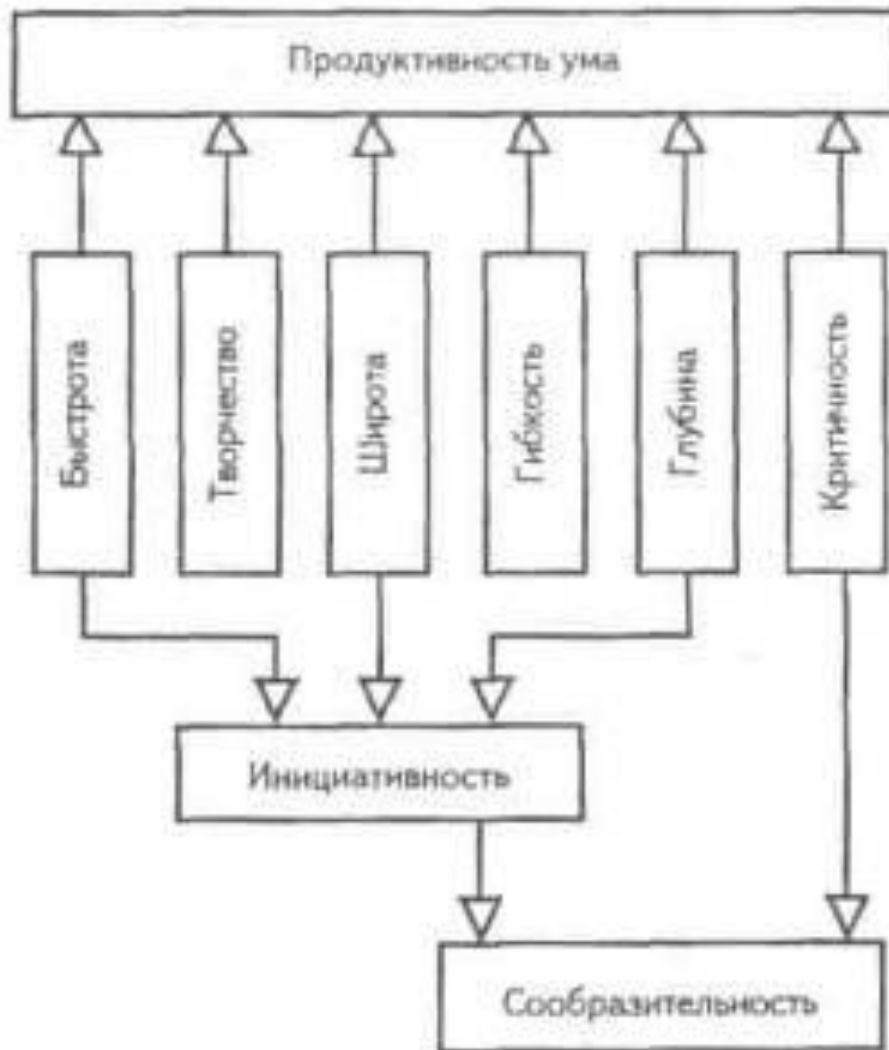 Продуктивность ума
Быстрота
Творчество
Широта
Гибкость
Глубина
Критичность
Инициативность
Сообразительность